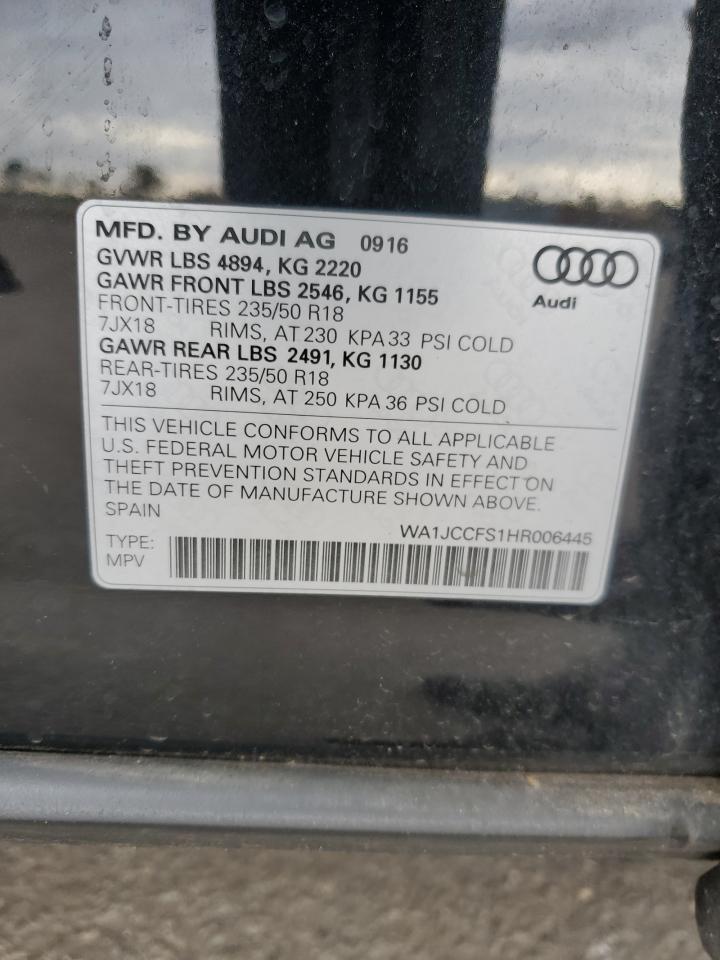 MFD. BY AUDI AG 0916
GVWR LBS 4894, KG 2220
GAWR FRONT LBS 2546, KG 1155
FRONT-TIRES 235/50 R18
7JX18 RIMS, AT 230 KPA 33 PSI COLD
GAWR REAR LBS 2491, KG 1130
REAR-TIRES 235/50 R18
7JX18 RIMS, AT 250 KPA 36 PSI COLD
Audi
THIS VEHICLE CONFORMS TO ALL APPLICABLE
U.S. FEDERAL MOTOR VEHICLE SAFETY AND
THEFT PREVENTION STANDARDS IN EFFECT ON
THE DATE OF MANUFACTURE SHOWN ABOVE.
SPAIN
WA1JCCFS1HR006445
TYPE:
MPV